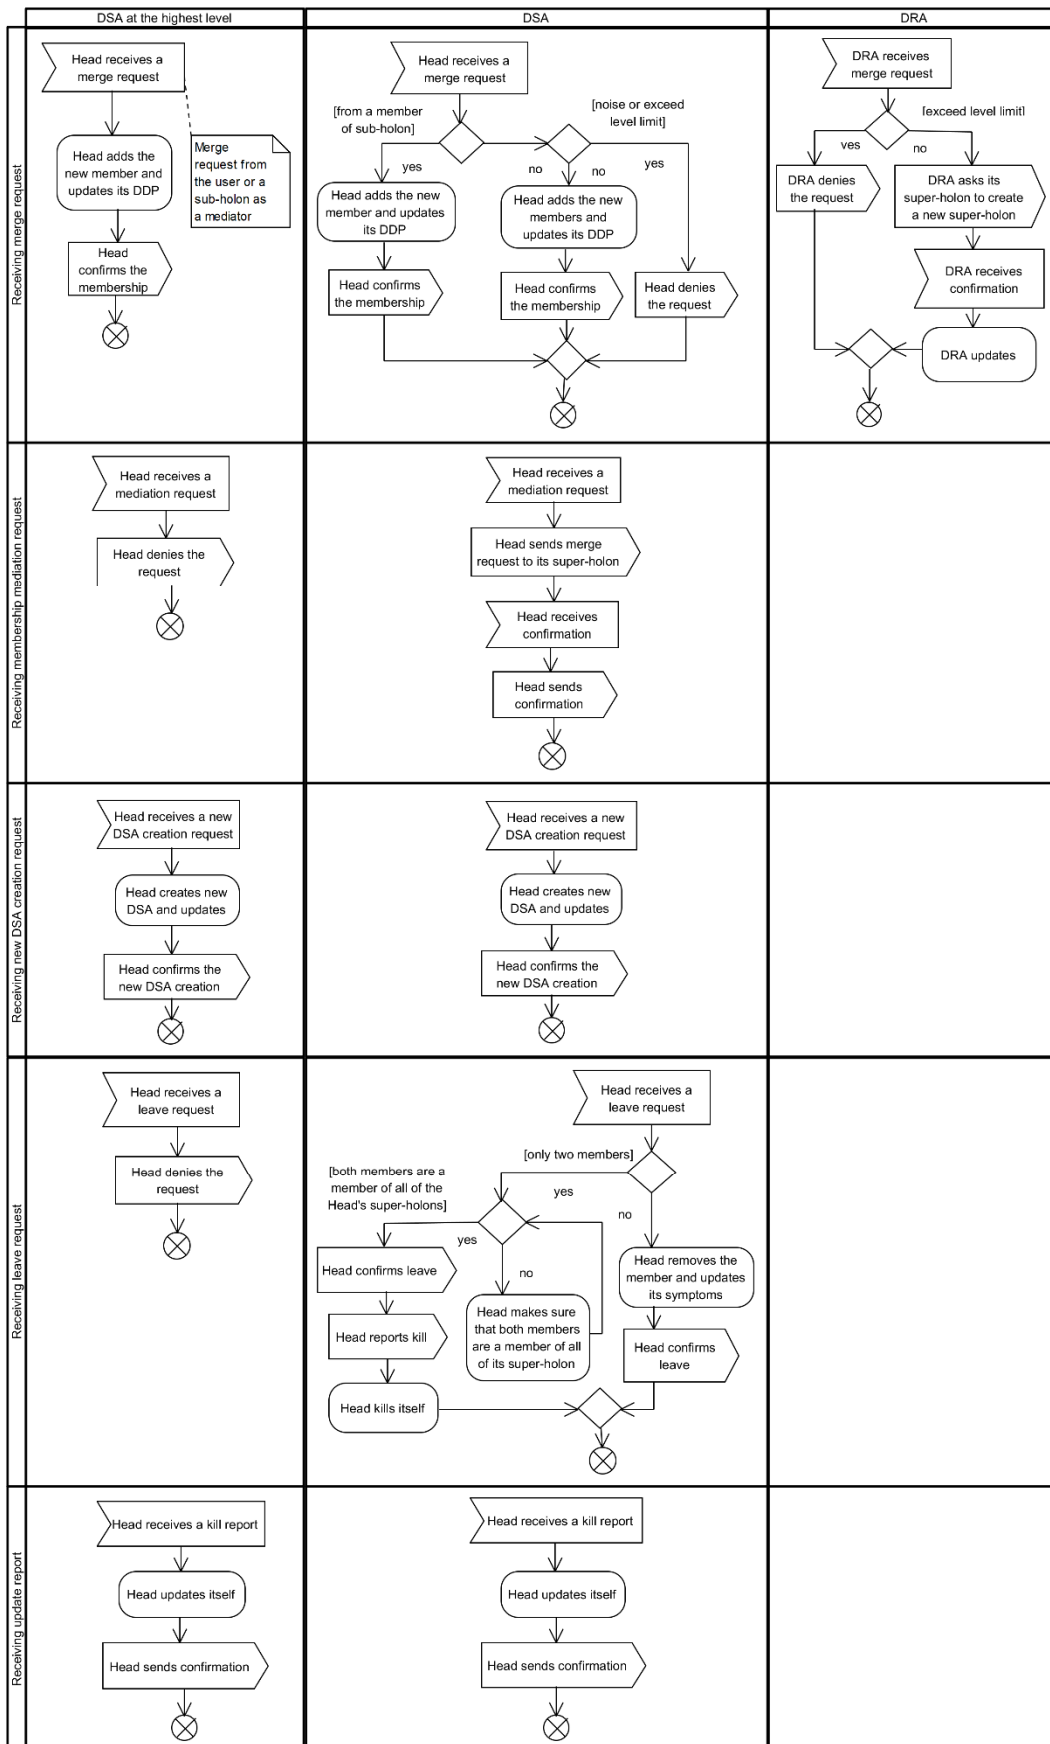 DSA at the highest level
DSA
DRA
Receiving merge request
Head receives a
merge request
Head adds the
new member and
updates its DDP
Merge
request from
the user or a
sub-holon as
a mediator
Head
confirms the
membership
Head receives a
merge request
[from a member
of sub-holon]
[noise or exceed
level limit]
yes
no
no
yes
Head adds the new
member and updates
its DDP
Head adds the new
members and
updates its DDP
Head confirms
the membership
Head confirms
the membership
Head denies
the request
DRA receives
merge request
[exceed level limit]
yes
no
DRA denies
the request
DRA asks its
super-holon to create
a new super-holon
DRA receives
confirmation
DRA updates
Receiving membership mediation request
Head receives a
mediation request
Head denies the
request
Head receives a
mediation request
Head sends merge
request to its super-holon
Head receives
confirmation
Head sends
confirmation
Receiving new DSA creation request
Head receives a new
DSA creation request
Head creates new
DSA and updates
Head confirms the
new DSA creation
Head receives a new
DSA creation request
Head creates new
DSA and updates
Head confirms the
new DSA creation
Receiving leave request
Head receives a
leave request
Head denies the
request
Head receives a
leave request
[only two members]
[both members are a
member of all of the
Head's super-holons]
yes
yes
no
no
Head confirms leave
Head removes the
member and updates
its symptoms
Head reports kill
Head makes sure
that both members
are a member of all
of its super-holon
Head confirms
leave
Head kills itself
Receiving update report
Head receives a kill report
Head updates itself
Head sends confirmation
Head receives a kill report
Head updates itself
Head sends confirmation